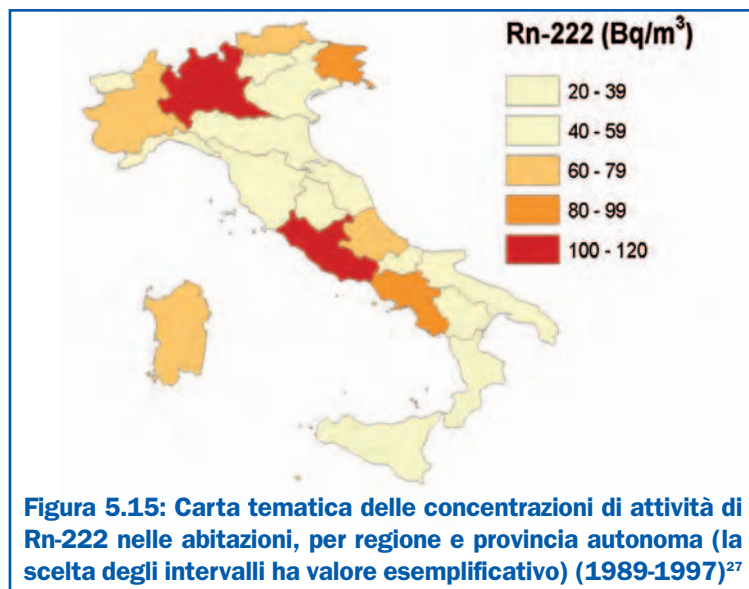 Rn-222 (Bq/m³)
20 - 39
40 - 59
60 - 79
80 - 99
100 - 120
Figura 5.15: Carta tematica delle concentrazioni di attività di
Rn-222 nelle abitazioni, per regione e provincia autonoma (la
scelta degli intervalli ha valore esemplificativo) (1989-1997)²⁷